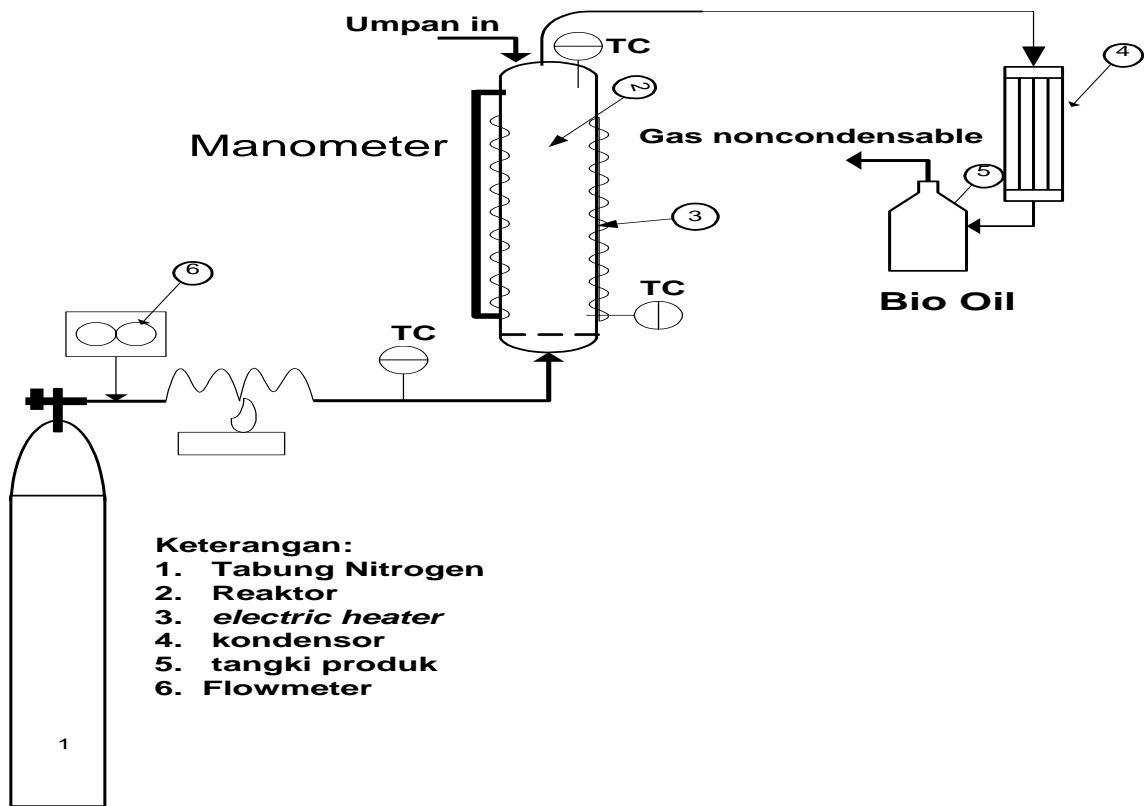 Umpan in
TC
4
2
Manometer
Gas noncondensable
5
3
6
TC
Bio Oil
TC
Keterangan:
1. Tabung Nitrogen
2. Reaktor
3. electric heater
4. kondensor
5. tangki produk
6. Flowmeter
1